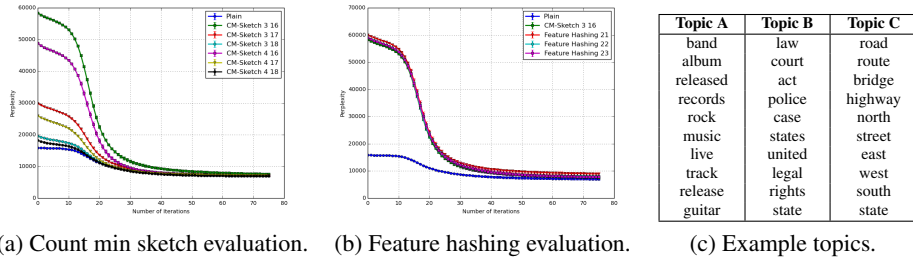 60000
50000
40000
30000
20000
10000
0
Perplexity
0 10 20 30 40 50 60 70 80
Number of Iterations
Plain
CM-Sketch 3 16
CM-Sketch 3 17
CM-Sketch 3 18
CM-Sketch 4 16
CM-Sketch 4 17
CM-Sketch 4 18
(a) Count min sketch evaluation.
70000
60000
50000
40000
30000
20000
10000
0
Perplexity
0 10 20 30 40 50 60 70 80
Number of Iterations
Plain
CM-Sketch 3 16
Feature Hashing 21
Feature Hashing 22
Feature Hashing 23
(b) Feature hashing evaluation.
Topic A Topic B Topic C
band law road
album court route
released act bridge
records police highway
rock case north
music states street
live united east
track legal west
release rights south
guitar state state
(c) Example topics.